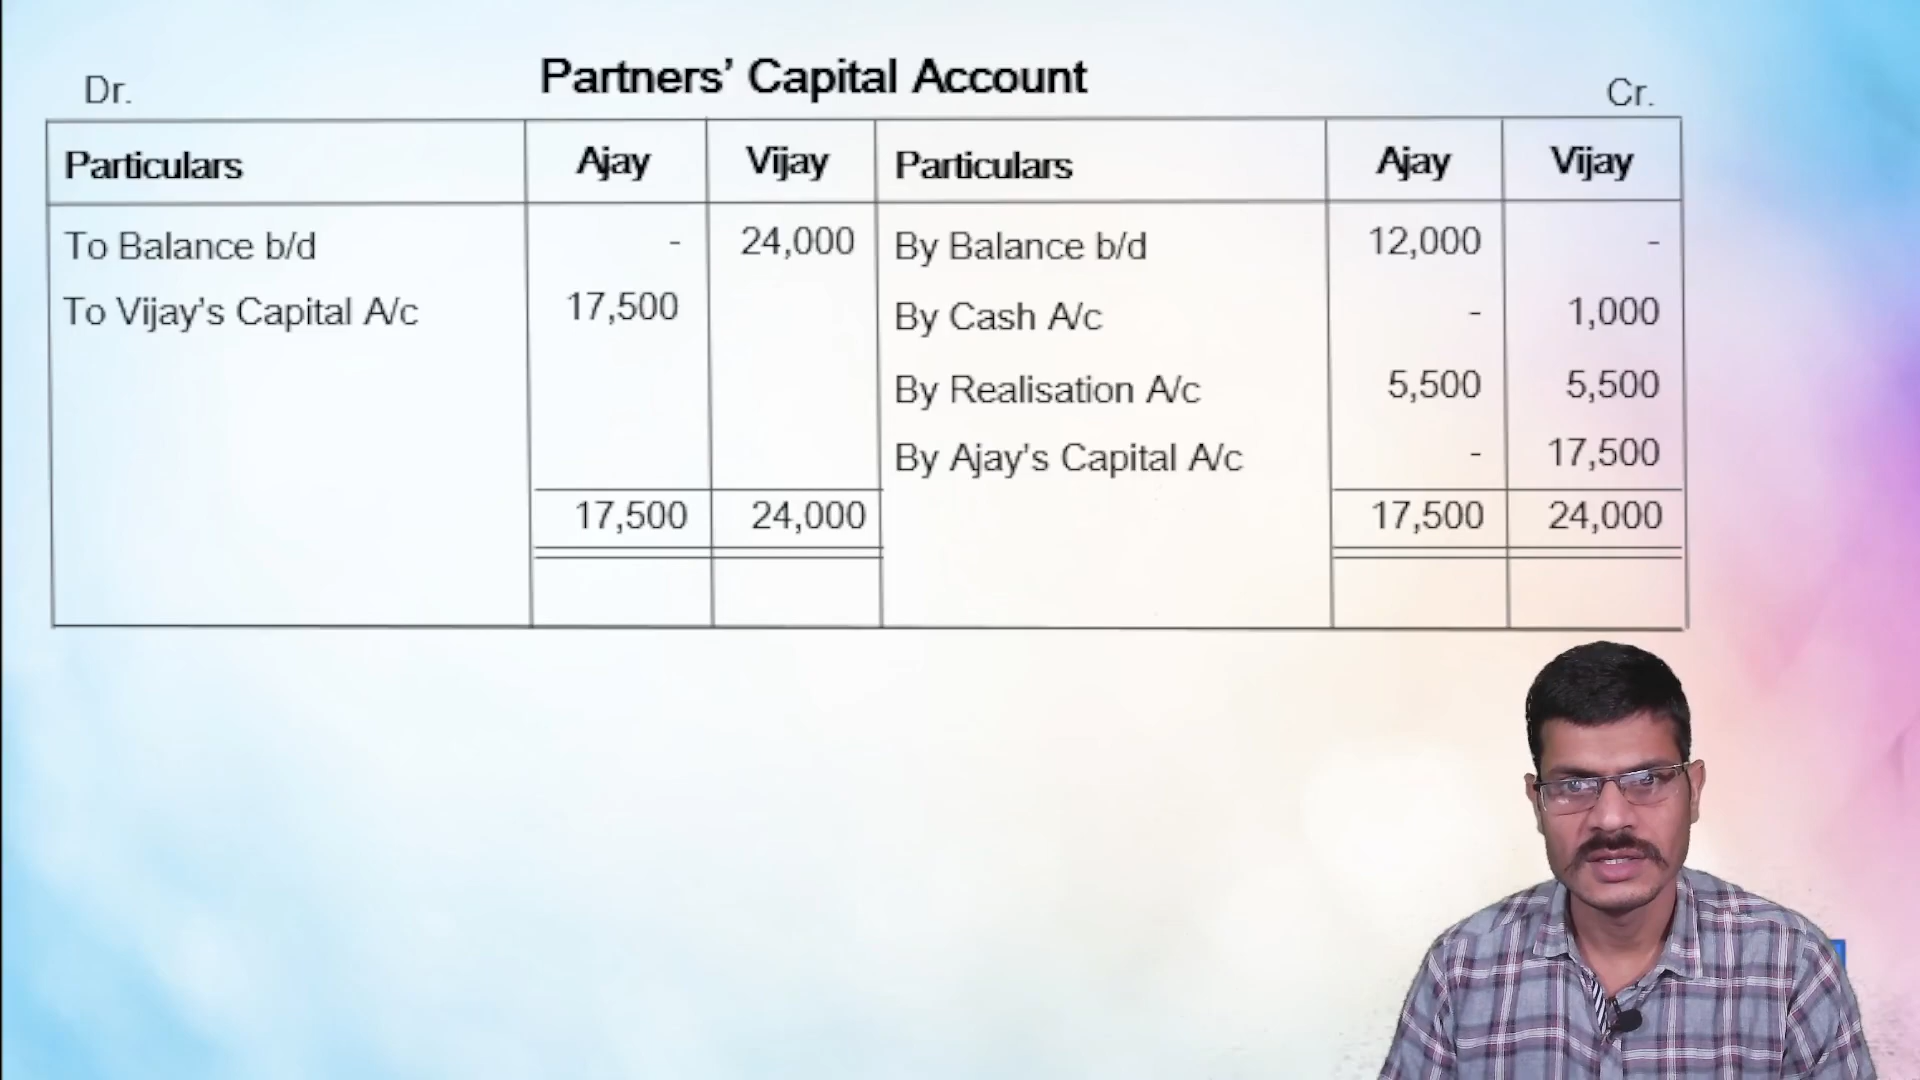 Partners’ Capital Account
Dr. Cr.
Particulars Ajay Vijay Particulars Ajay Vijay
To Balance b/d - 24,000 By Balance b/d 12,000 -
To Vijay’s Capital A/c 17,500 By Cash A/c - 1,000
By Realisation A/c 5,500 5,500
By Ajay’s Capital A/c - 17,500
17,500 24,000 17,500 24,000